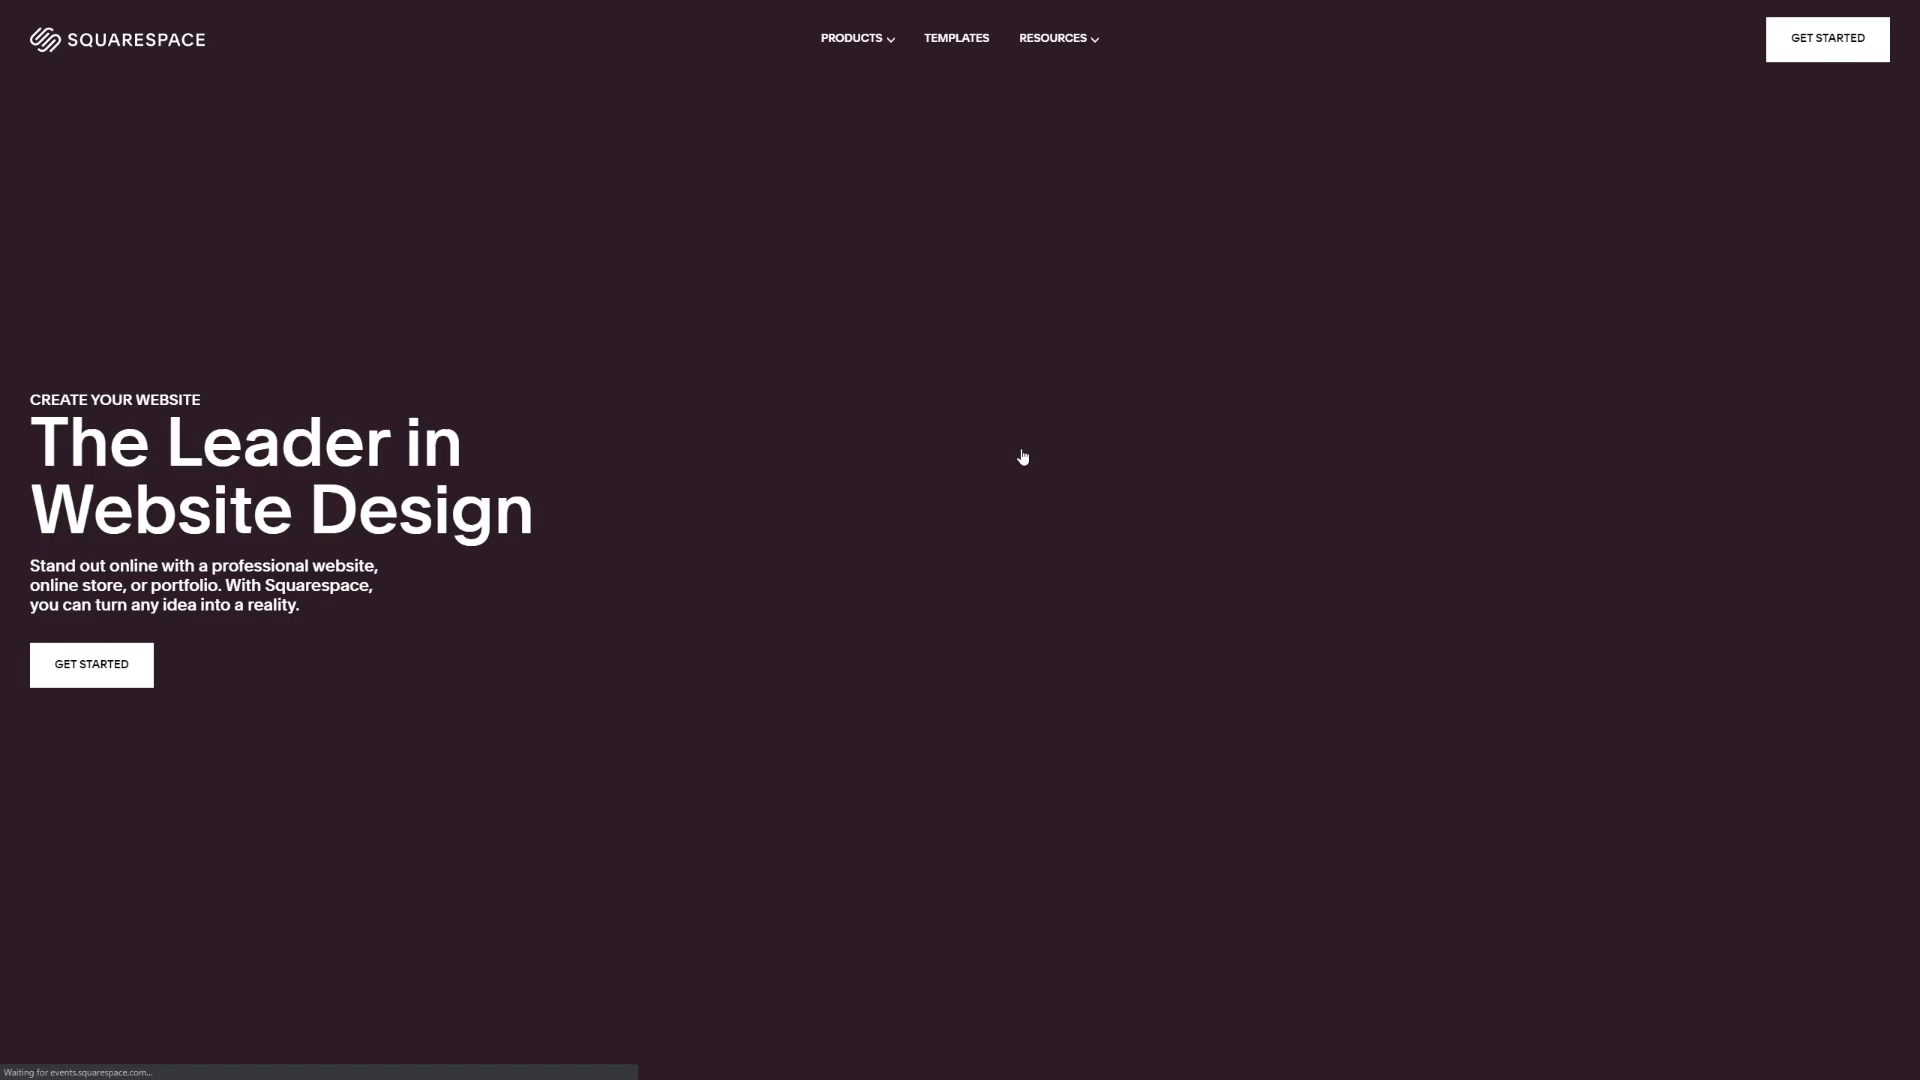 SQUARESPACE
PRODUCTS
TEMPLATES
RESOURCES
GET STARTED
CREATE YOUR WEBSITE
The Leader in
Website Design
Stand out online with a professional website,
online store, or portfolio. With Squarespace,
you can turn any idea into a reality.
GET STARTED
Waiting for events.squarespace.com...